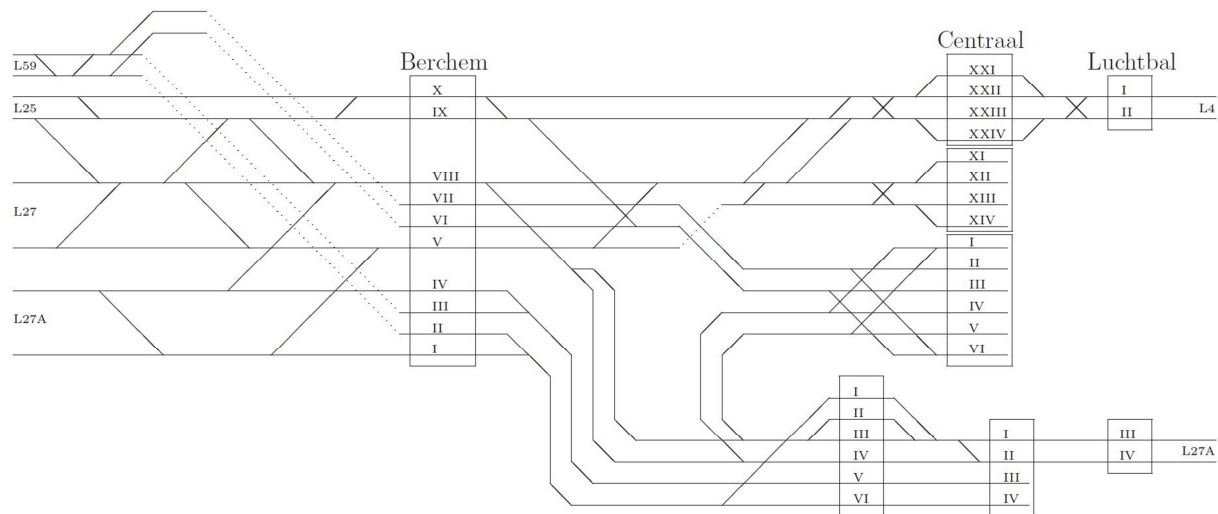 Centraal
Berchem
Luchtbal
L59
XXI
X
XXII
I
L25
IX
XXIII
II
L4
XXIV
XI
VIII
XII
VII
XIII
L27
VI
XIV
V
I
II
IV
III
III
IV
L27A
II
V
I
VI
I
II
III
I
III
IV
II
IV
L27A
V
III
VI
IV